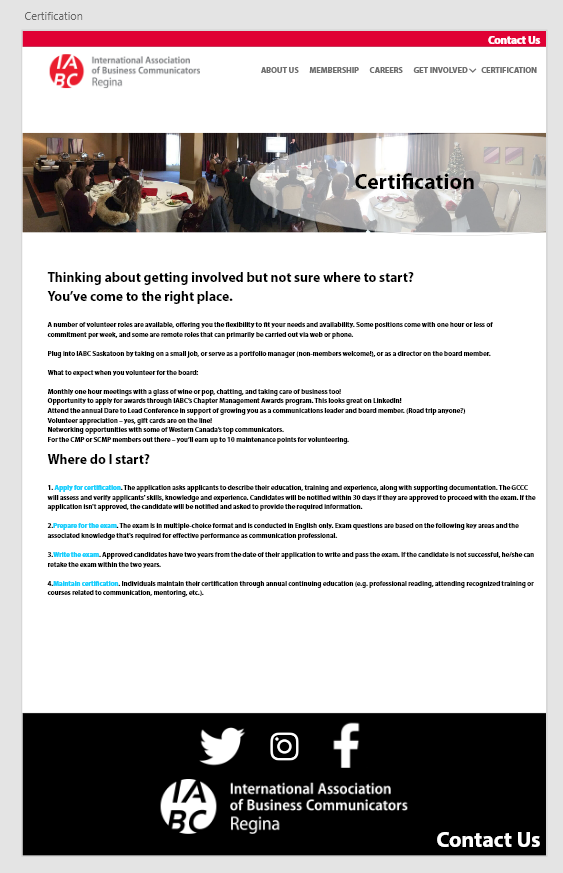 Certification
Contact Us
IABC
International Association
of Business Communicators
Regina
ABOUT US MEMBERSHIP CAREERS GET INVOLVED CERTIFICATION
Certification
Thinking about getting involved but not sure where to start?
You’ve come to the right place.
A number of volunteer roles are available, offering you the flexibility to fit your needs and availability. Some positions come with one hour or less of
commitment per week, and some are remote roles that can primarily be carried out via web or phone.
Plug into IABC Saskatoon by taking on a small job, or serve as a portfolio manager (non-members welcome!), or as a director on the board member.
What to expect when you volunteer for the board:
Monthly one hour meetings with a glass of wine or pop, chatting, and taking care of business too!
Opportunity to apply for awards through IABC’s Chapter Management Awards program. This looks great on LinkedIn!
Attend the annual Dare to Lead Conference in support of growing you as a communications leader and board member. (Road trip anyone?)
Volunteer appreciation – yes, gift cards are on the line!
Networking opportunities with some of Western Canada’s top communicators.
For the CMP or SCMP members out there – you’ll earn up to 10 maintenance points for volunteering.
Where do I start?
1. Apply for certification. The application asks applicants to describe their education, training and experience, along with supporting documentation. The GCCC
will assess and verify applicants’ skills, knowledge and experience. Candidates will be notified within 30 days if they are approved to proceed with the exam. If the
application isn’t approved, the candidate will be notified and asked to provide the required information.
2.Prepare for the exam. The exam is in multiple-choice format and is conducted in English only. Exam questions are based on the following key areas and the
associated knowledge that’s required for effective performance as communication professional.
3.Write the exam. Approved candidates have two years from the date of their application to write and pass the exam. If the candidate is not successful, he/she can
retake the exam within the two years.
4.Maintain certification. Individuals maintain their certification through annual continuing education (e.g. professional reading, attending recognized training or
courses related to communication, mentoring, etc.).
IABC
International Association
of Business Communicators
Regina
Contact Us